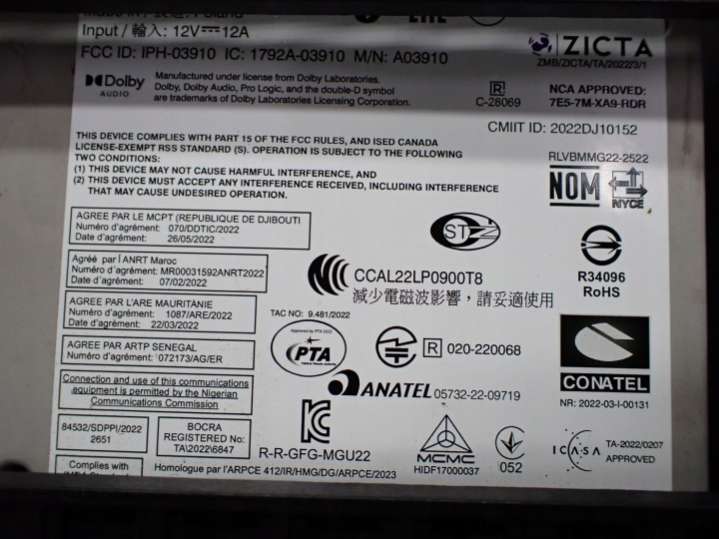 Input / 輸入: 12V⎓12A
FCC ID: IPH-03910 IC: 1792A-03910 M/N: A03910
ZICTA
ZMB/ZICTA/TA/2022/3/1
Dolby
AUDIO
Manufactured under license from Dolby Laboratories.
Dolby, Dolby Audio, Pro Logic, and the double-D symbol
are trademarks of Dolby Laboratories Licensing Corporation.
R
C-28069
NCA APPROVED:
7E5-7M-XA9-RDR
CMIIT ID: 2022DJ10152
THIS DEVICE COMPLIES WITH PART 15 OF THE FCC RULES, AND ISED CANADA
LICENSE-EXEMPT RSS STANDARD (S). OPERATION IS SUBJECT TO THE FOLLOWING
TWO CONDITIONS:
(1) THIS DEVICE MAY NOT CAUSE HARMFUL INTERFERENCE, AND
(2) THIS DEVICE MUST ACCEPT ANY INTERFERENCE RECEIVED, INCLUDING INTERFERENCE
THAT MAY CAUSE UNDESIRED OPERATION.
RLVBMMG22-2522
NOM
NYCE
AGREE PAR LE MCPT (REPUBLIQUE DE DJIBOUTI
Numéro d'agrément: 070/DDTIC/2022
Date d'agrément: 26/05/2022
Agréé par l'ANRT Maroc
Numéro d'agrément: MR00031592ANRT2022
Date d'agrément: 07/02/2022
CCAL22LP0900T8
減少電磁波影響，請妥適使用
R34096
RoHS
AGREE PAR L'ARE MAURITANIE
Numéro d'agrément: 1087/ARE/2022
Date d'agrément: 22/03/2022
TAC NO: 9.481/2022
Approved by PTA 2022
PTA
R 020-220068
AGREE PAR ARTP SENEGAL
Numéro d'agrément: 072173/AG/ER
CONATEL
NR: 2022-03-I-00131
Connection and use of this communications
equipment is permitted by the Nigerian
Communications Commission
ANATEL 05732-22-09719
84532/SDPPI/2022
2651
BOCRA
REGISTERED No:
TA\2022\6847
R-R-GFG-MGU22
MCMC
HIDF17000037
052
ICASA
TA-2022/0207
APPROVED
Complies with
Homologue par l'ARPCE 412/IR/HMG/DG/ARPCE/2023